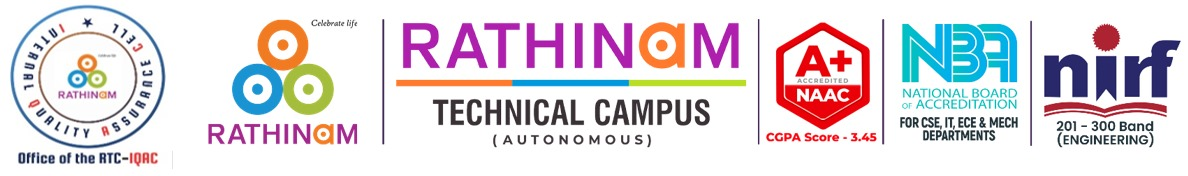 INTERNAL QUALITY ASSURANCE CELL
RATHINAM
Office of the RTC-IQAC
Celebrate life
RATHINAM
RATHINAM
TECHNICAL CAMPUS
(AUTONOMOUS)
A+
ACCREDITED
NAAC
CGPA Score - 3.45
NBA
NATIONAL BOARD
of ACCREDITATION
FOR CSE, IT, ECE & MECH
DEPARTMENTS
nirf
201 - 300 Band
(ENGINEERING)